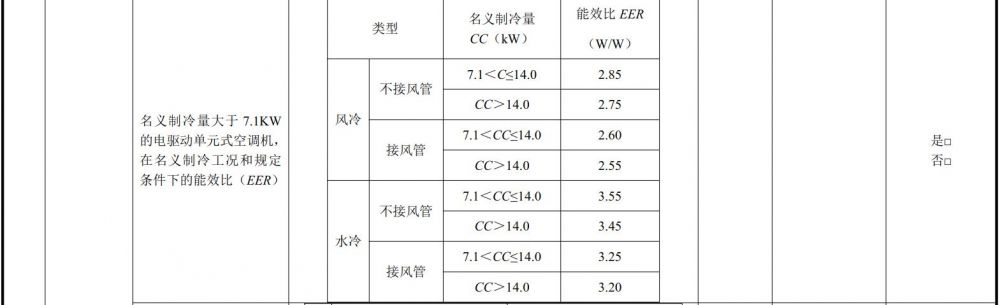 类型
名义制冷量
CC（kW）
能效比 EER
（W/W）
名义制冷量大于 7.1KW
的电驱动单元式空调机，
在名义制冷工况和规定
条件下的能效比（EER）
风冷
不接风管
7.1＜C≤14.0
2.85
CC＞14.0
2.75
接风管
7.1＜CC≤14.0
2.60
CC＞14.0
2.55
水冷
不接风管
7.1＜CC≤14.0
3.55
CC＞14.0
3.45
接风管
7.1＜CC≤14.0
3.25
CC＞14.0
3.20
是□
否□